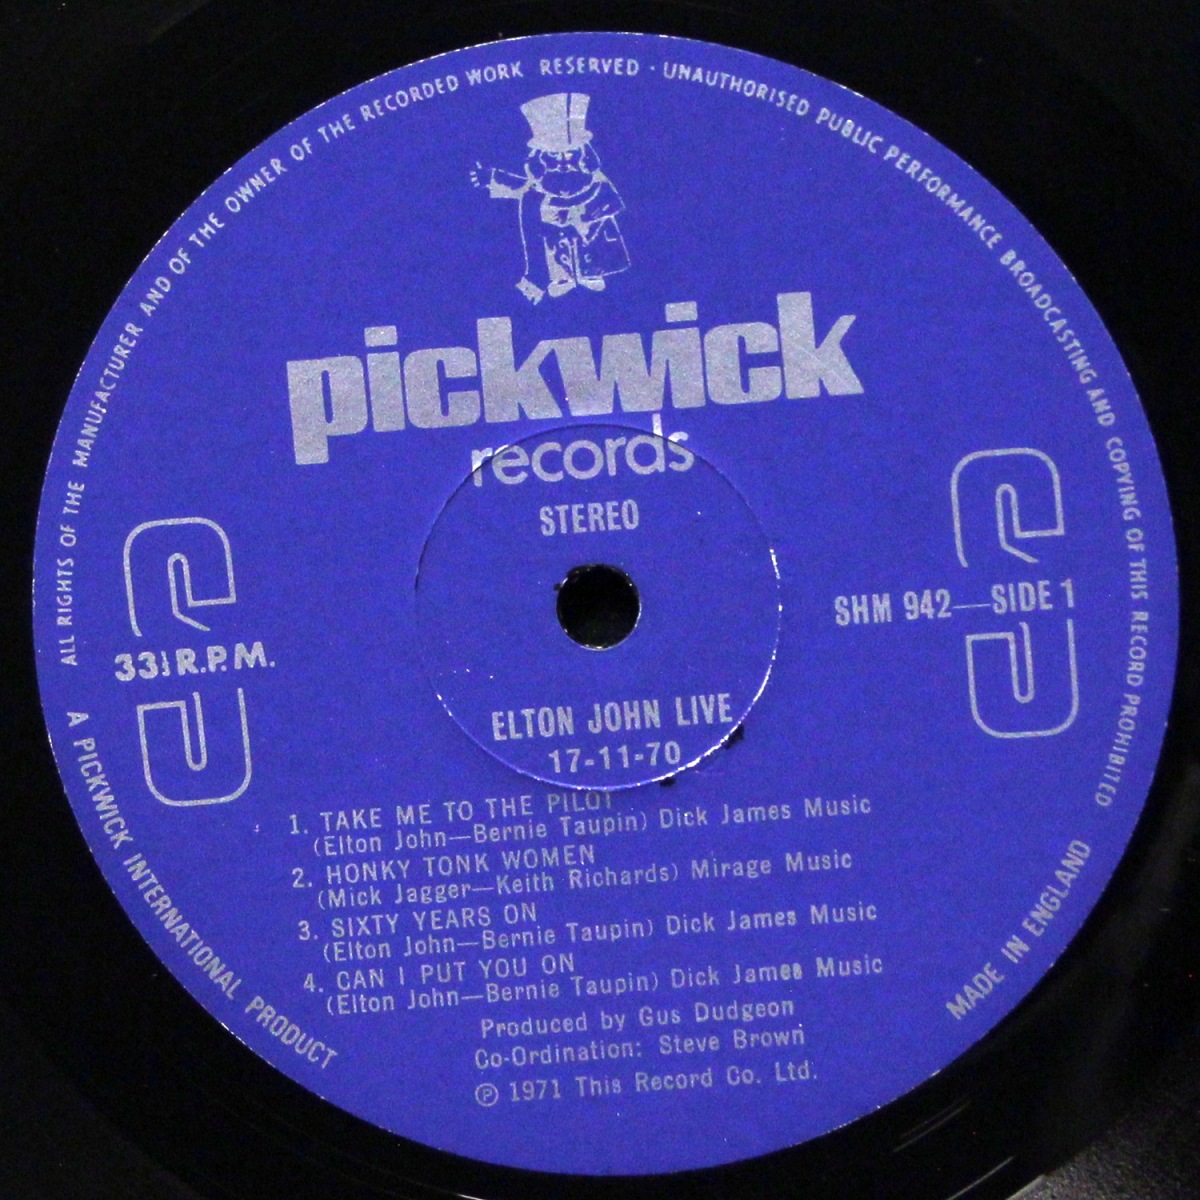 ALL RIGHTS OF THE MANUFACTURER AND OF THE OWNER OF THE RECORDED WORK RESERVED · UNAUTHORISED PUBLIC PERFORMANCE BROADCASTING AND COPYING OF THIS RECORD PROHIBITED
pickwick
records
STEREO
33⅓ R.P.M.
SHM 942—SIDE 1
ELTON JOHN LIVE
17-11-70
1. TAKE ME TO THE PILOT
(Elton John—Bernie Taupin) Dick James Music
2. HONKY TONK WOMEN
(Mick Jagger—Keith Richards) Mirage Music
3. SIXTY YEARS ON
(Elton John—Bernie Taupin) Dick James Music
4. CAN I PUT YOU ON
(Elton John—Bernie Taupin) Dick James Music
Produced by Gus Dudgeon
Co-Ordination: Steve Brown
℗ 1971 This Record Co. Ltd.
A PICKWICK INTERNATIONAL PRODUCT
MADE IN ENGLAND